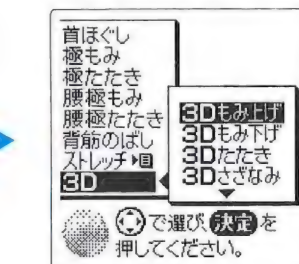 首ほぐし
極もみ
極たたき
腰極もみ
腰極たたき
背筋のばし
ストレッチ
3D
3Dもみ上げ
3Dもみ下げ
3Dたたき
3Dさざなみ
で選び、決定を
押してください。